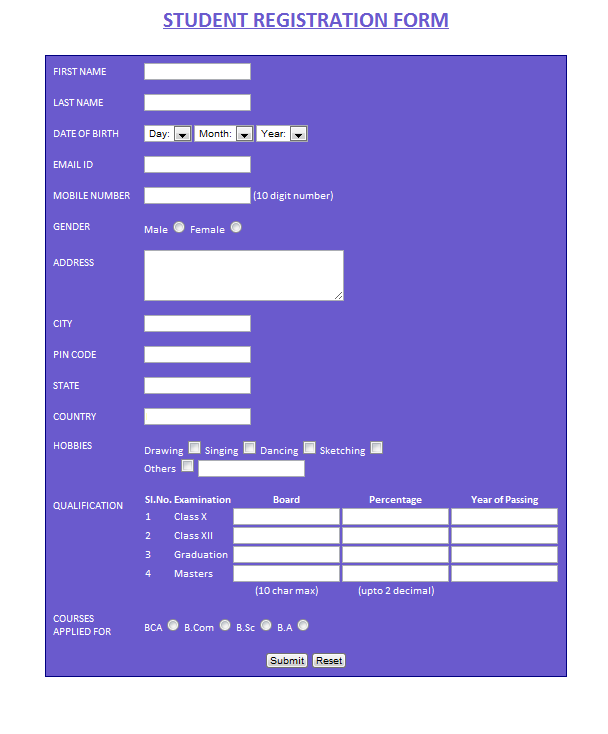 STUDENT REGISTRATION FORM
FIRST NAME
LAST NAME
DATE OF BIRTH Day: Month: Year:
EMAIL ID
MOBILE NUMBER (10 digit number)
GENDER Male Female
ADDRESS
CITY
PIN CODE
STATE
COUNTRY
HOBBIES Drawing Singing Dancing Sketching
Others
QUALIFICATION
Sl.No. Examination Board Percentage Year of Passing
1 Class X
2 Class XII
3 Graduation
4 Masters
(10 char max) (upto 2 decimal)
COURSES
APPLIED FOR
BCA B.Com B.Sc B.A
Submit Reset